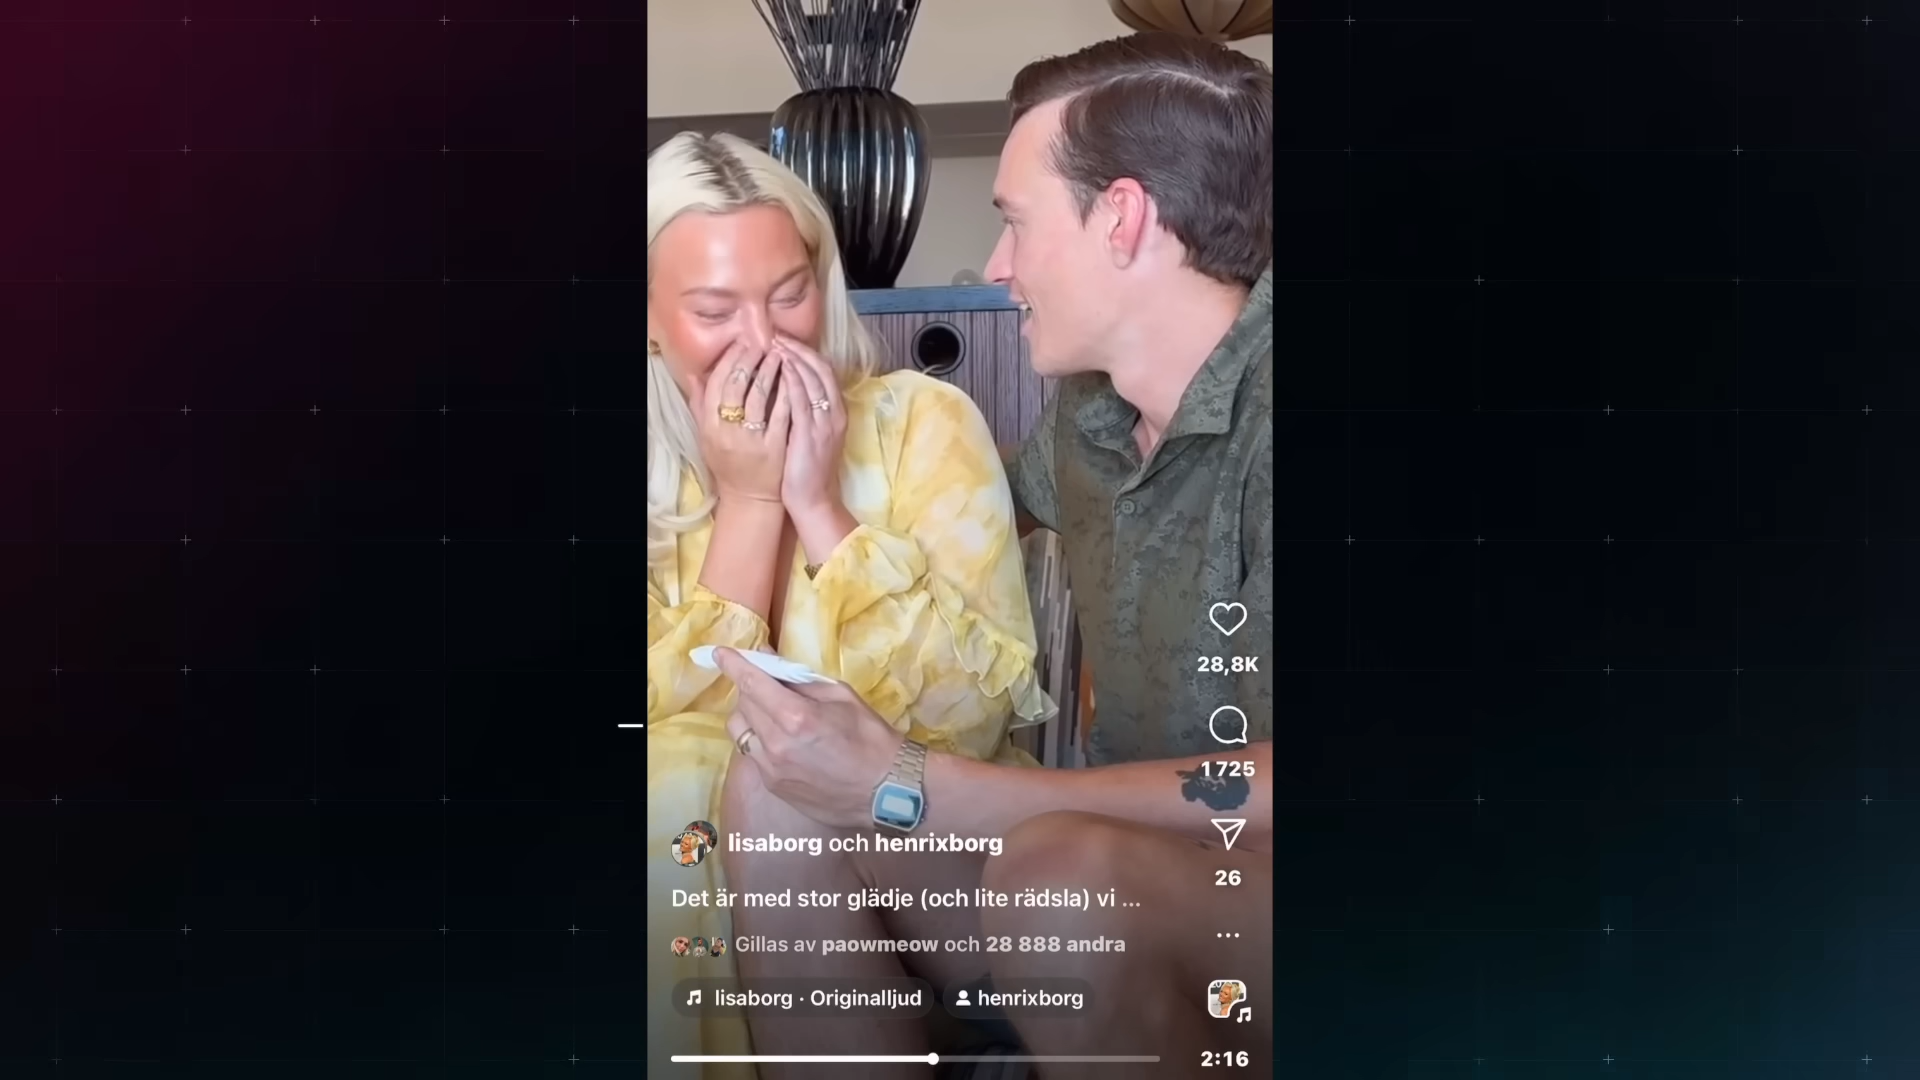 28,8K
1 725
26
lisaborg och henrixborg
Det är med stor glädje (och lite rädsla) vi ...
Gillas av paowmeow och 28 888 andra
lisaborg · Originalljud
henrixborg
2:16